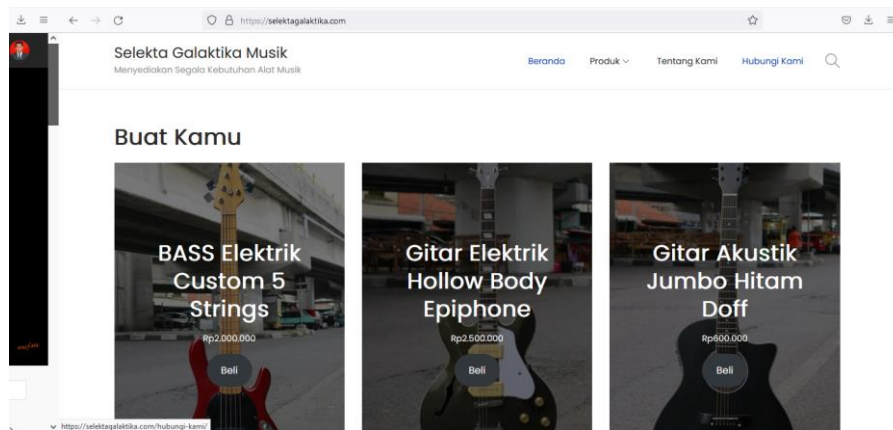 https://selektagalaktika.com
Selekta Galaktika Musik
Menyediakan Segala Kebutuhan Alat Musik
Beranda
Produk
Tentang Kami
Hubungi Kami
Buat Kamu
BASS Elektrik
Custom 5
Strings
Rp2.000.000
Beli
Gitar Elektrik
Hollow Body
Epiphone
Rp2.500.000
Beli
Gitar Akustik
Jumbo Hitam
Doff
Rp600.000
Beli
https://selektagalaktika.com/hubungi-kami/